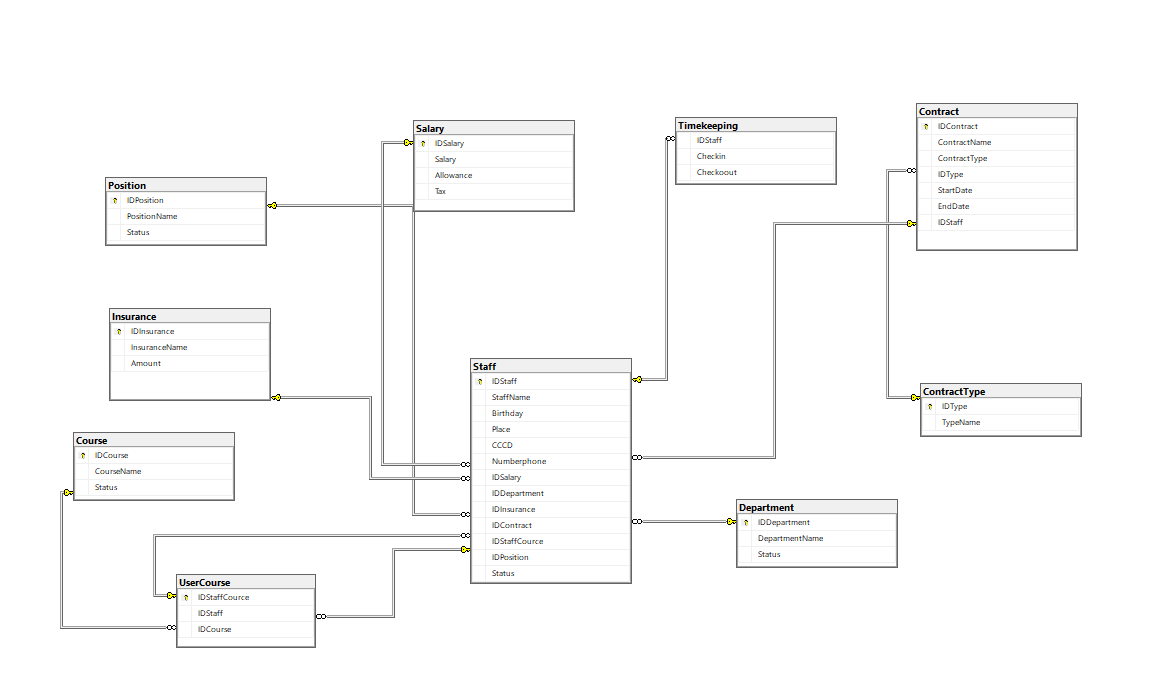 Salary
IDSalary
Salary
Allowance
Tax
Timekeeping
IDStaff
Checkin
Checkoout
Contract
IDContract
ContractName
ContractType
IDType
StartDate
EndDate
IDStaff
Position
IDPosition
PositionName
Status
Insurance
IDInsurance
InsuranceName
Amount
Staff
IDStaff
StaffName
Birthday
Place
CCCD
Numberphone
IDSalary
IDDepartment
IDInsurance
IDContract
IDStaffCource
IDPosition
Status
ContractType
IDType
TypeName
Course
IDCourse
CourseName
Status
Department
IDDepartment
DepartmentName
Status
UserCourse
IDStaffCource
IDStaff
IDCourse